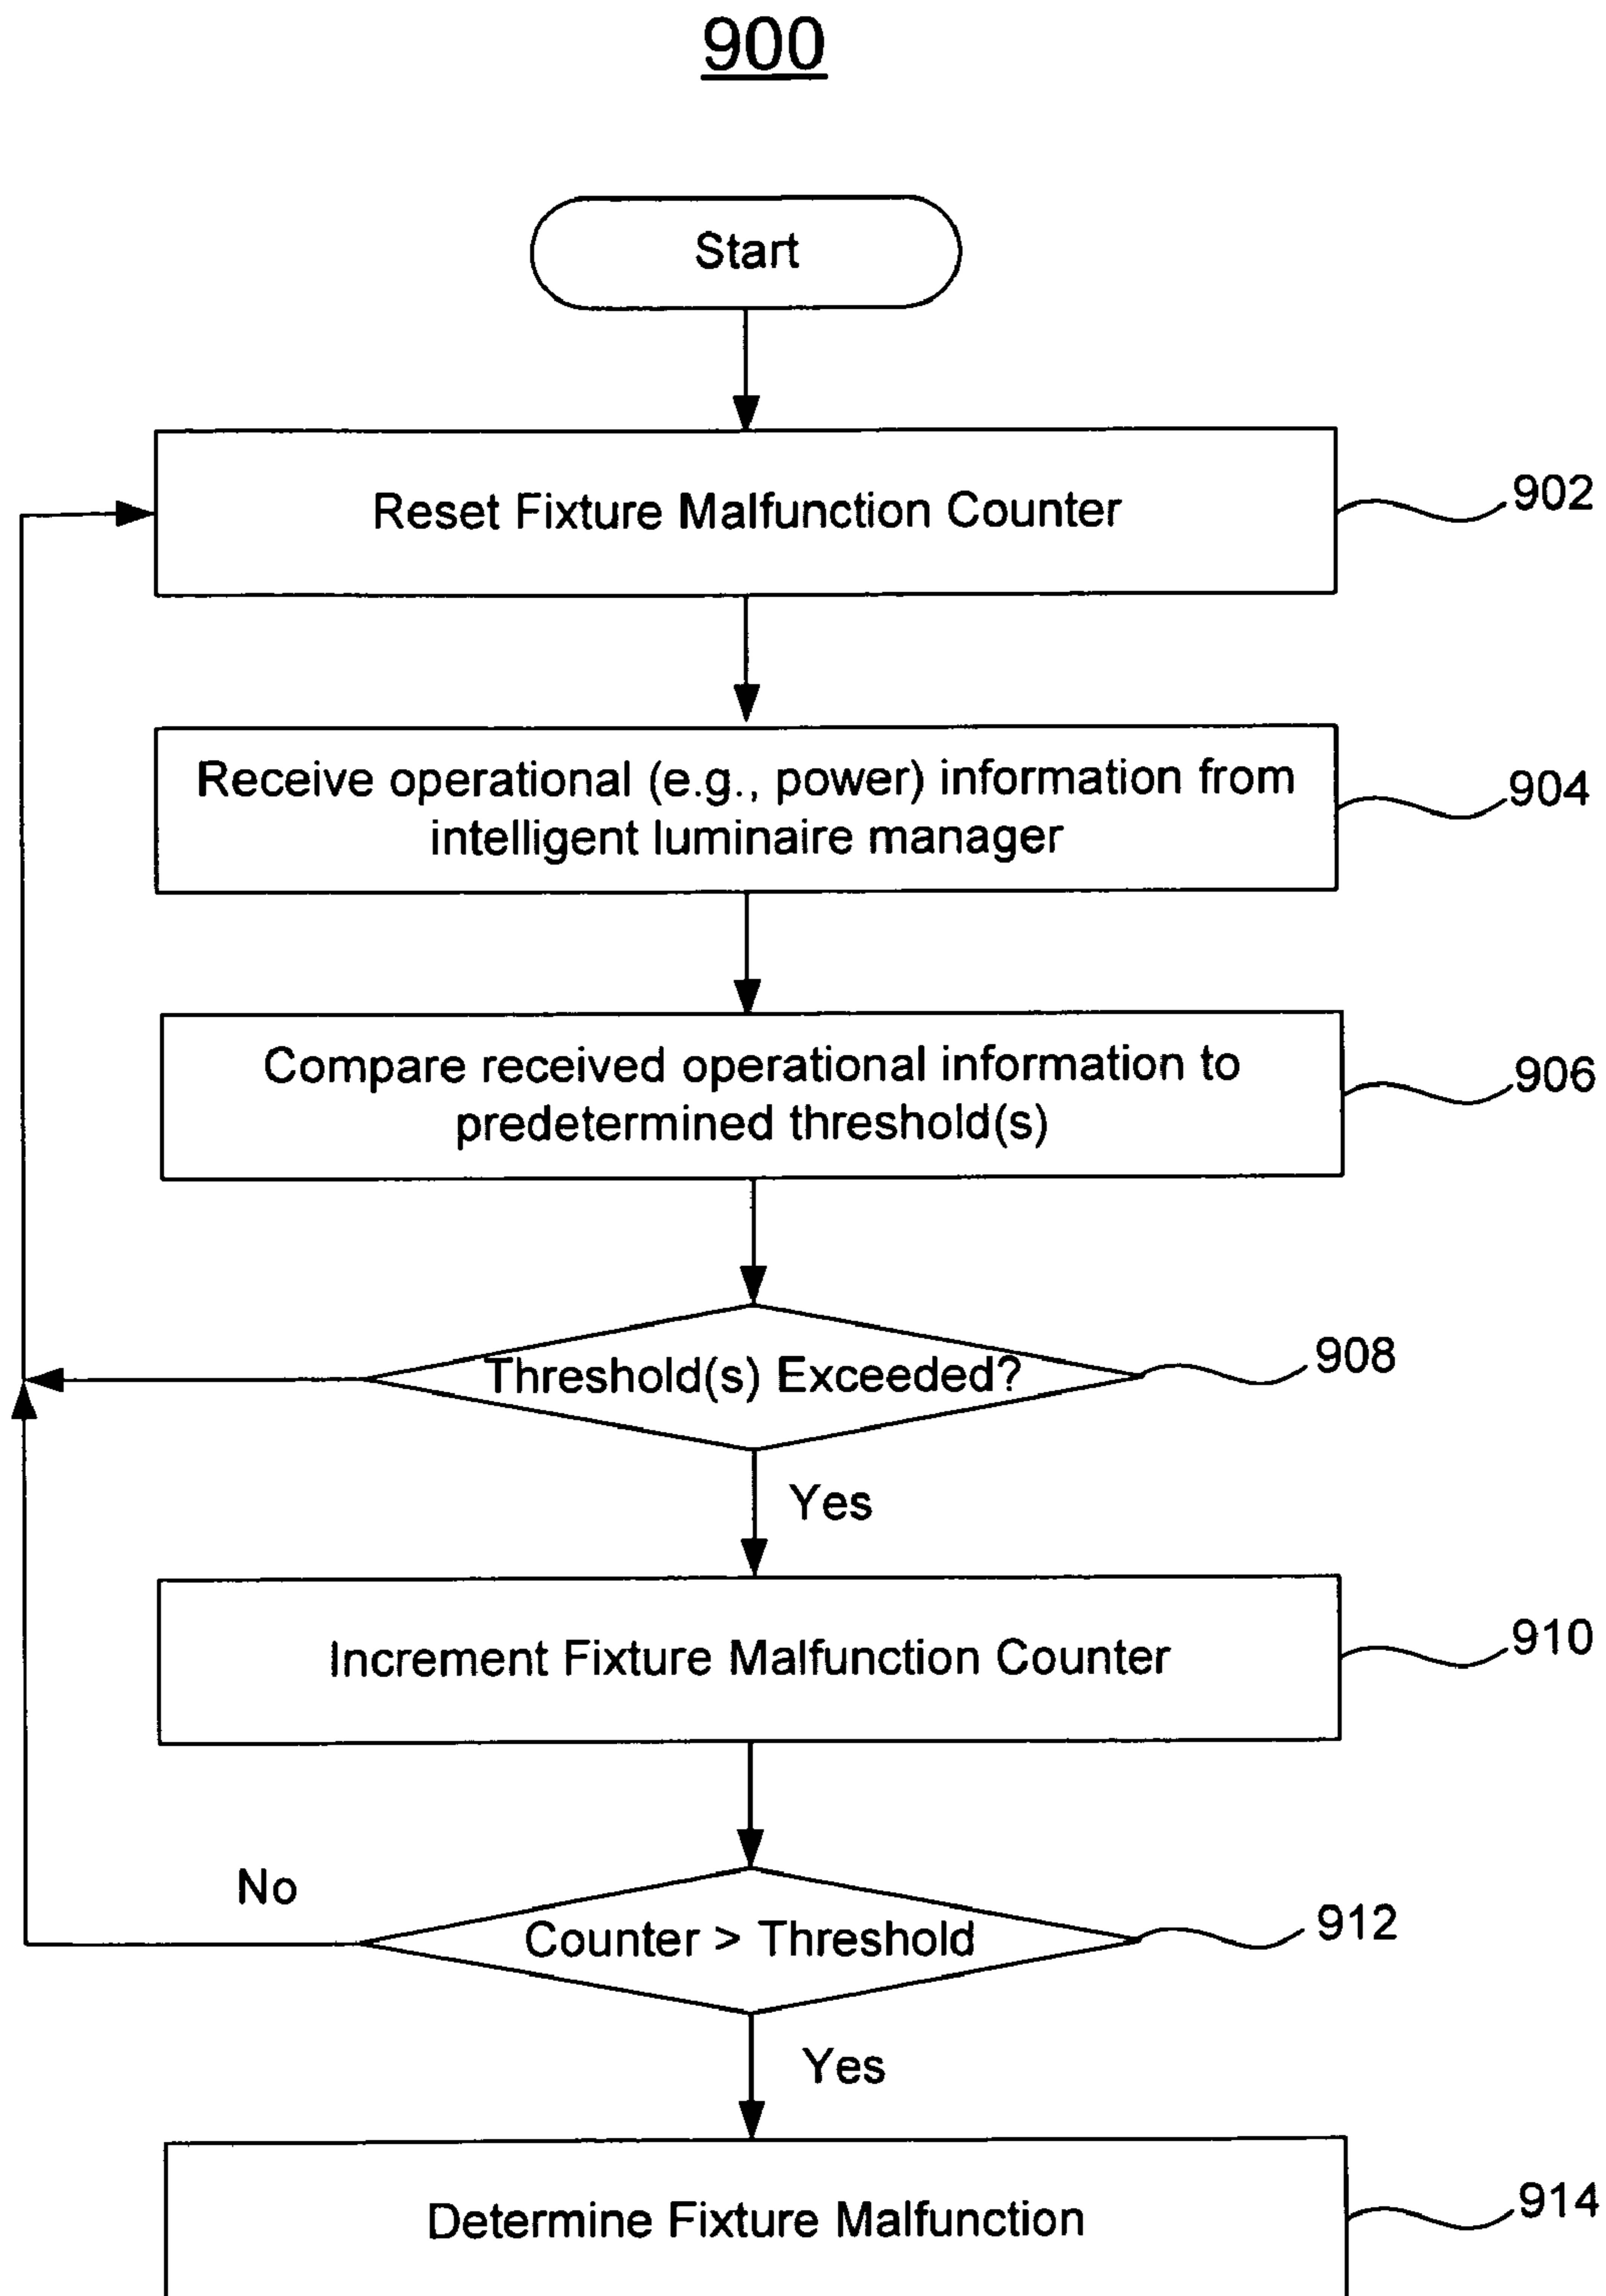 900
Start
Reset Fixture Malfunction Counter
902
Receive operational (e.g., power) information from
intelligent luminaire manager
904
Compare received operational information to
predetermined threshold(s)
906
Threshold(s) Exceeded?
908
Yes
Increment Fixture Malfunction Counter
910
No
Counter > Threshold
912
Yes
Determine Fixture Malfunction
914